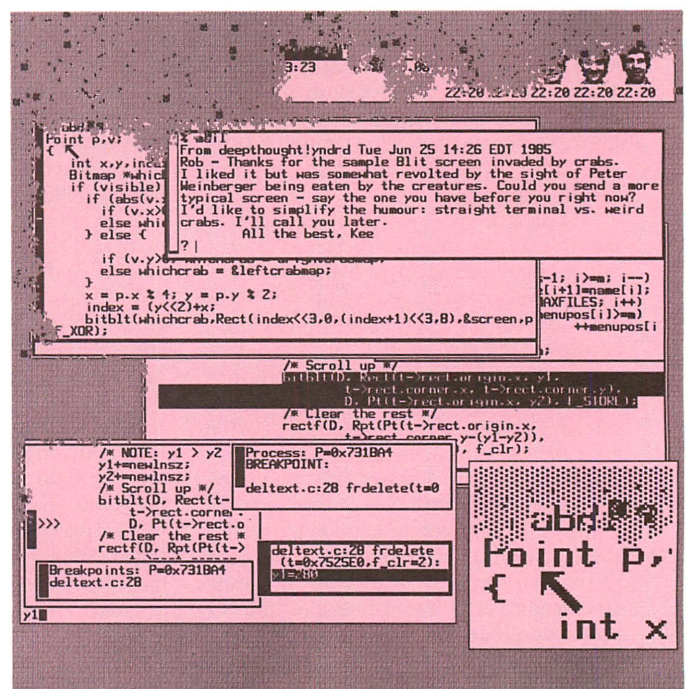 3:23
22:20 22:20 22:20 22:20
Point p,v;
{
int x,y,
Bitmap *which
if (visible)
if (abs(v.
if (v.x>
else whi
} else {
if (v.y>
else whichcrab = &leftcrabmap;
}
x = p.x % 4; y = p.y % 2;
index = (y<<2)+x;
bitblt(whichcrab,Rect(index<<3,0,(index+1)<<3,8),&screen,p
F_XOR);
% mail
From deepthought!yndrd Tue Jun 25 14:26 EDT 1985
Rob - Thanks for the sample Blit screen invaded by crabs.
I liked it but was somewhat revolted by the sight of Peter
Weinberger being eaten by the creatures. Could you send a more
typical screen - say the one you have before you right now?
I'd like to simplify the humour: straight terminal vs. weird
crabs. I'll call you later.
All the best, Kee
? |
-1; i>=m; i--)
[i+1]=name[i];
AXFILES; i++)
enupos[i]>=m)
++menupos[i
;
/* Scroll up */
bitblt(D, Rect(t->rect.origin.x, y1,
t->rect.corner.x, t->rect.corner.y),
D, Pt(t->rect.origin.x, y2), F_STORE);
/* Clear the rest */
rectf(D, Rpt(Pt(t->rect.origin.x,
t->rect.corner.y-(y1-y2)),
, f_clr);
/* NOTE: y1 > y2
y1+=newlnsz;
y2+=newlnsz;
/* Scroll up */
bitblt(D, Rect(t-
t->rect.corner.
>>> D, Pt(t->rect.o
/* Clear the rest *
rectf(D, Rpt(Pt(t->
Process: P=0x731BA4
BREAKPOINT:
deltext.c:28 frdelete(t=0
deltext.c:28 frdelete
(t=0x7525E0,f_clr=2):
y1=280
Breakpoints: P=0x731BA4
deltext.c:28
y1
abd
Point p,
{
int x